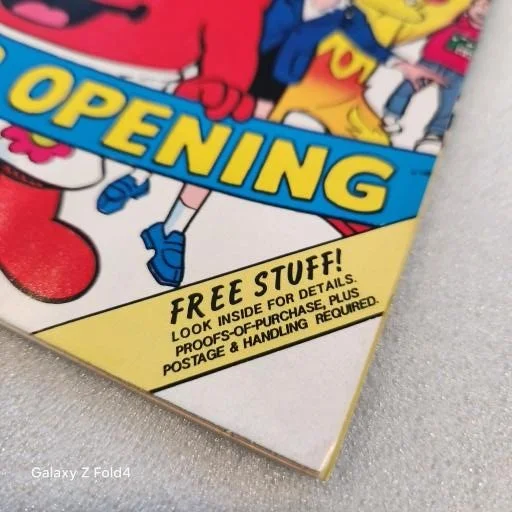 OPENING
FREE STUFF!
LOOK INSIDE FOR DETAILS.
PROOFS-OF-PURCHASE, PLUS
POSTAGE & HANDLING REQUIRED.
Galaxy Z Fold4